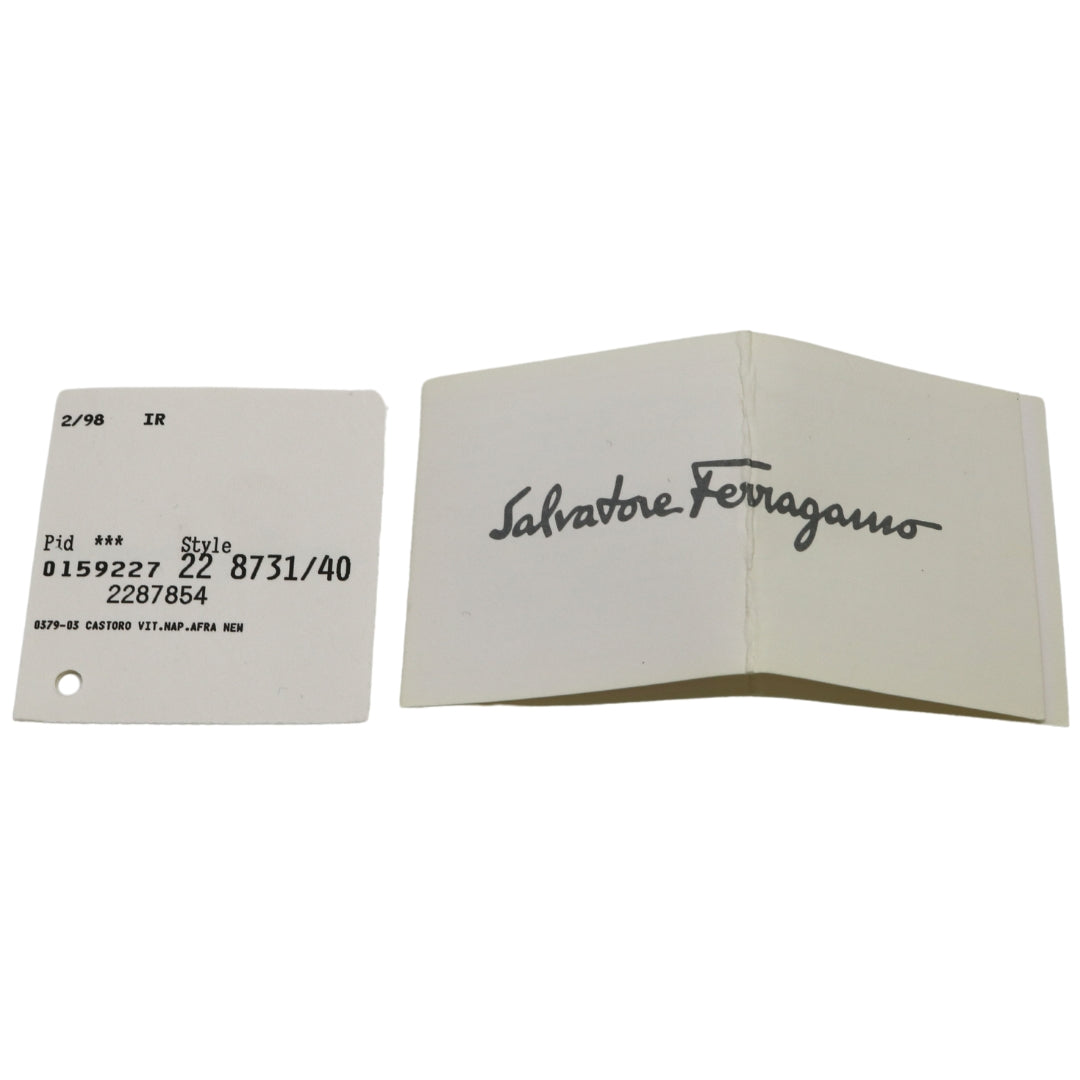 2/98 IR
Pid *** Style
0159227 22 8731/40
2287854
0379-03 CASTORO VIT.NAP.AFRA NEW
Salvatore Ferragamo